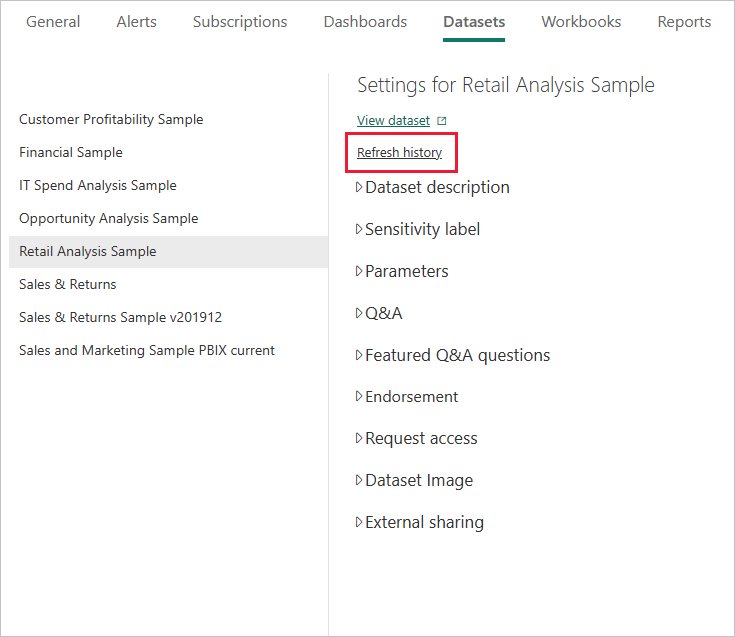 General Alerts Subscriptions Dashboards Datasets Workbooks Reports
Customer Profitability Sample
Financial Sample
IT Spend Analysis Sample
Opportunity Analysis Sample
Retail Analysis Sample
Sales & Returns
Sales & Returns Sample v201912
Sales and Marketing Sample PBIX current
Settings for Retail Analysis Sample
View dataset
Refresh history
Dataset description
Sensitivity label
Parameters
Q&A
Featured Q&A questions
Endorsement
Request access
Dataset Image
External sharing